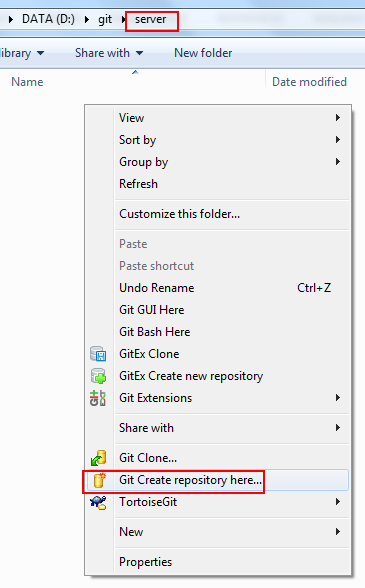 DATA (D:) git server
library Share with New folder
Name Date modified
View
Sort by
Group by
Refresh
Customize this folder...
Paste
Paste shortcut
Undo Rename Ctrl+Z
Git GUI Here
Git Bash Here
GitEx Clone
GitEx Create new repository
Git Extensions
Share with
Git Clone...
Git Create repository here...
TortoiseGit
New
Properties